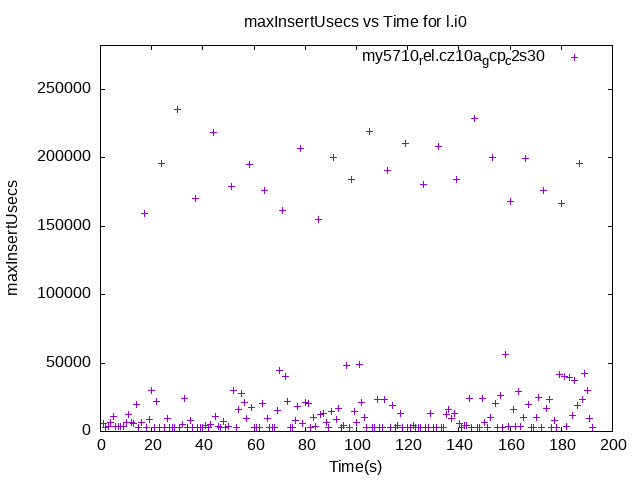 maxInsertUsecs vs Time for l.i0
my5710_rel.cz10a_gcp_c2s30
250000
200000
150000
100000
50000
0
maxInsertUsecs
0 20 40 60 80 100 120 140 160 180 200
Time(s)